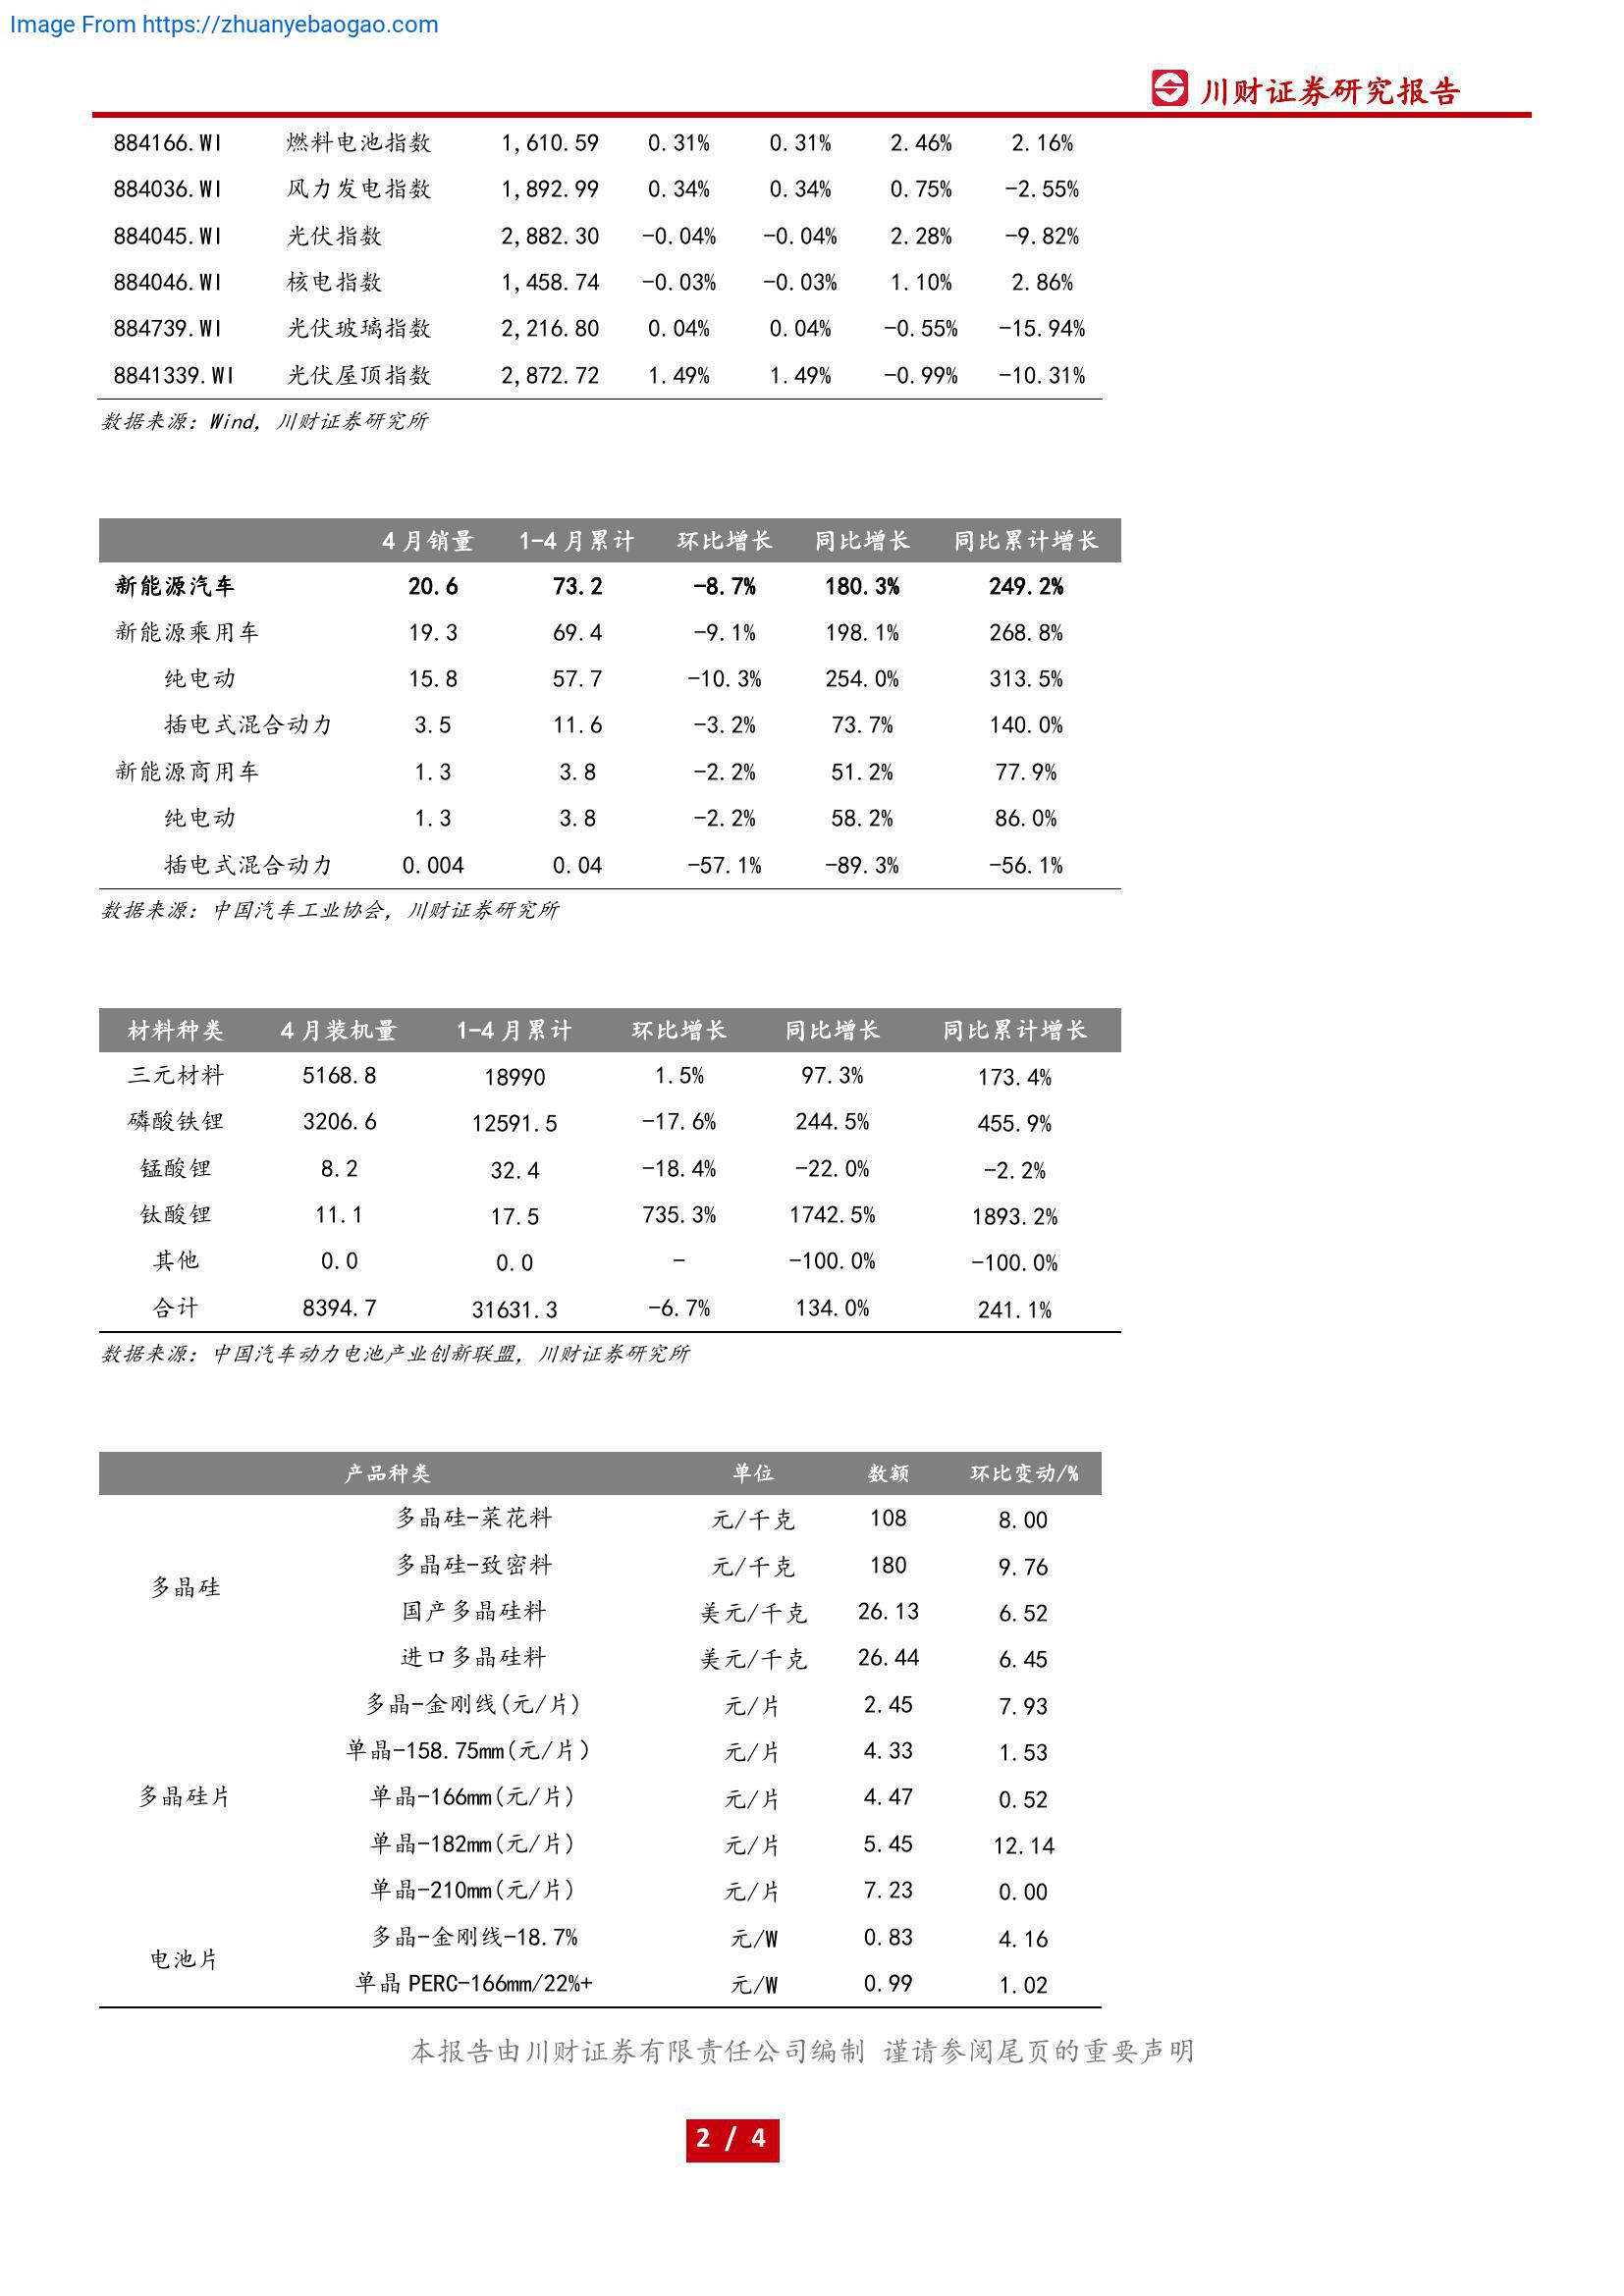 Image From https://zhuanyebaogao.com
川财证券研究报告
884166.WI 燃料电池指数 1,610.59 0.31% 0.31% 2.46% 2.16%
884036.WI 风力发电指数 1,892.99 0.34% 0.34% 0.75% -2.55%
884045.WI 光伏指数 2,882.30 -0.04% -0.04% 2.28% -9.82%
884046.WI 核电指数 1,458.74 -0.03% -0.03% 1.10% 2.86%
884739.WI 光伏玻璃指数 2,216.80 0.04% 0.04% -0.55% -15.94%
8841339.WI 光伏屋顶指数 2,872.72 1.49% 1.49% -0.99% -10.31%
数据来源：Wind，川财证券研究所
4月销量 1-4月累计 环比增长 同比增长 同比累计增长
新能源汽车 20.6 73.2 -8.7% 180.3% 249.2%
新能源乘用车 19.3 69.4 -9.1% 198.1% 268.8%
纯电动 15.8 57.7 -10.3% 254.0% 313.5%
插电式混合动力 3.5 11.6 -3.2% 73.7% 140.0%
新能源商用车 1.3 3.8 -2.2% 51.2% 77.9%
纯电动 1.3 3.8 -2.2% 58.2% 86.0%
插电式混合动力 0.004 0.04 -57.1% -89.3% -56.1%
数据来源：中国汽车工业协会，川财证券研究所
材料种类 4月装机量 1-4月累计 环比增长 同比增长 同比累计增长
三元材料 5168.8 18990 1.5% 97.3% 173.4%
磷酸铁锂 3206.6 12591.5 -17.6% 244.5% 455.9%
锰酸锂 8.2 32.4 -18.4% -22.0% -2.2%
钛酸锂 11.1 17.5 735.3% 1742.5% 1893.2%
其他 0.0 0.0 - -100.0% -100.0%
合计 8394.7 31631.3 -6.7% 134.0% 241.1%
数据来源：中国汽车动力电池产业创新联盟，川财证券研究所
产品种类 单位 数额 环比变动/%
多晶硅-菜花料 元/千克 108 8.00
多晶硅-致密料 元/千克 180 9.76
多晶硅
国产多晶硅料 美元/千克 26.13 6.52
进口多晶硅料 美元/千克 26.44 6.45
多晶-金刚线(元/片) 元/片 2.45 7.93
单晶-158.75mm(元/片) 元/片 4.33 1.53
多晶硅片 单晶-166mm(元/片) 元/片 4.47 0.52
单晶-182mm(元/片) 元/片 5.45 12.14
单晶-210mm(元/片) 元/片 7.23 0.00
多晶-金刚线-18.7% 元/W 0.83 4.16
电池片
单晶 PERC-166mm/22%+ 元/W 0.99 1.02
本报告由川财证券有限责任公司编制 谨请参阅尾页的重要声明
2 / 4